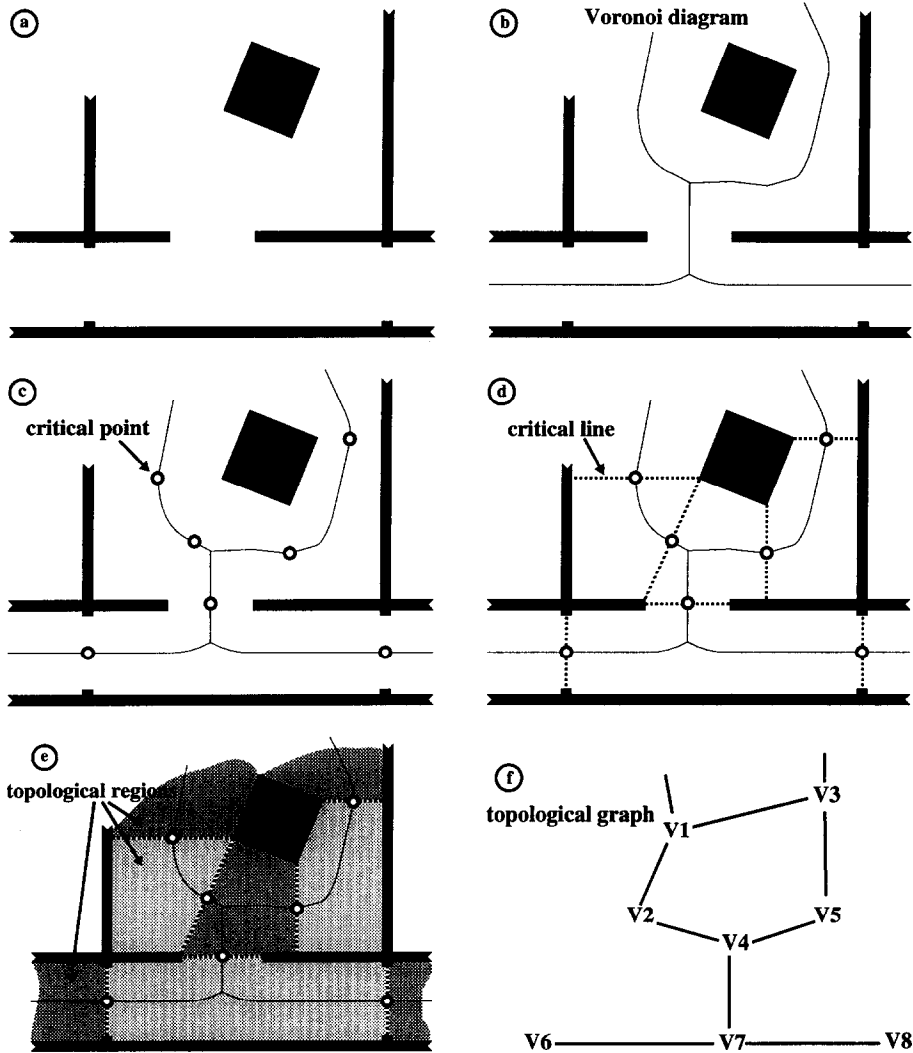 a
b
Voronoi diagram
c
critical point
d
critical line
e
topological regions
f
topological graph
V3
V1
V2
V5
V4
V6
V7
V8